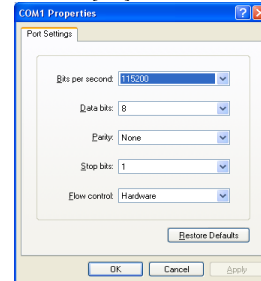 COM1 Properties
Port Settings
Bits per second: 115200
Data bits: 8
Parity: None
Stop bits: 1
Flow control: Hardware
Restore Defaults
OK Cancel Apply